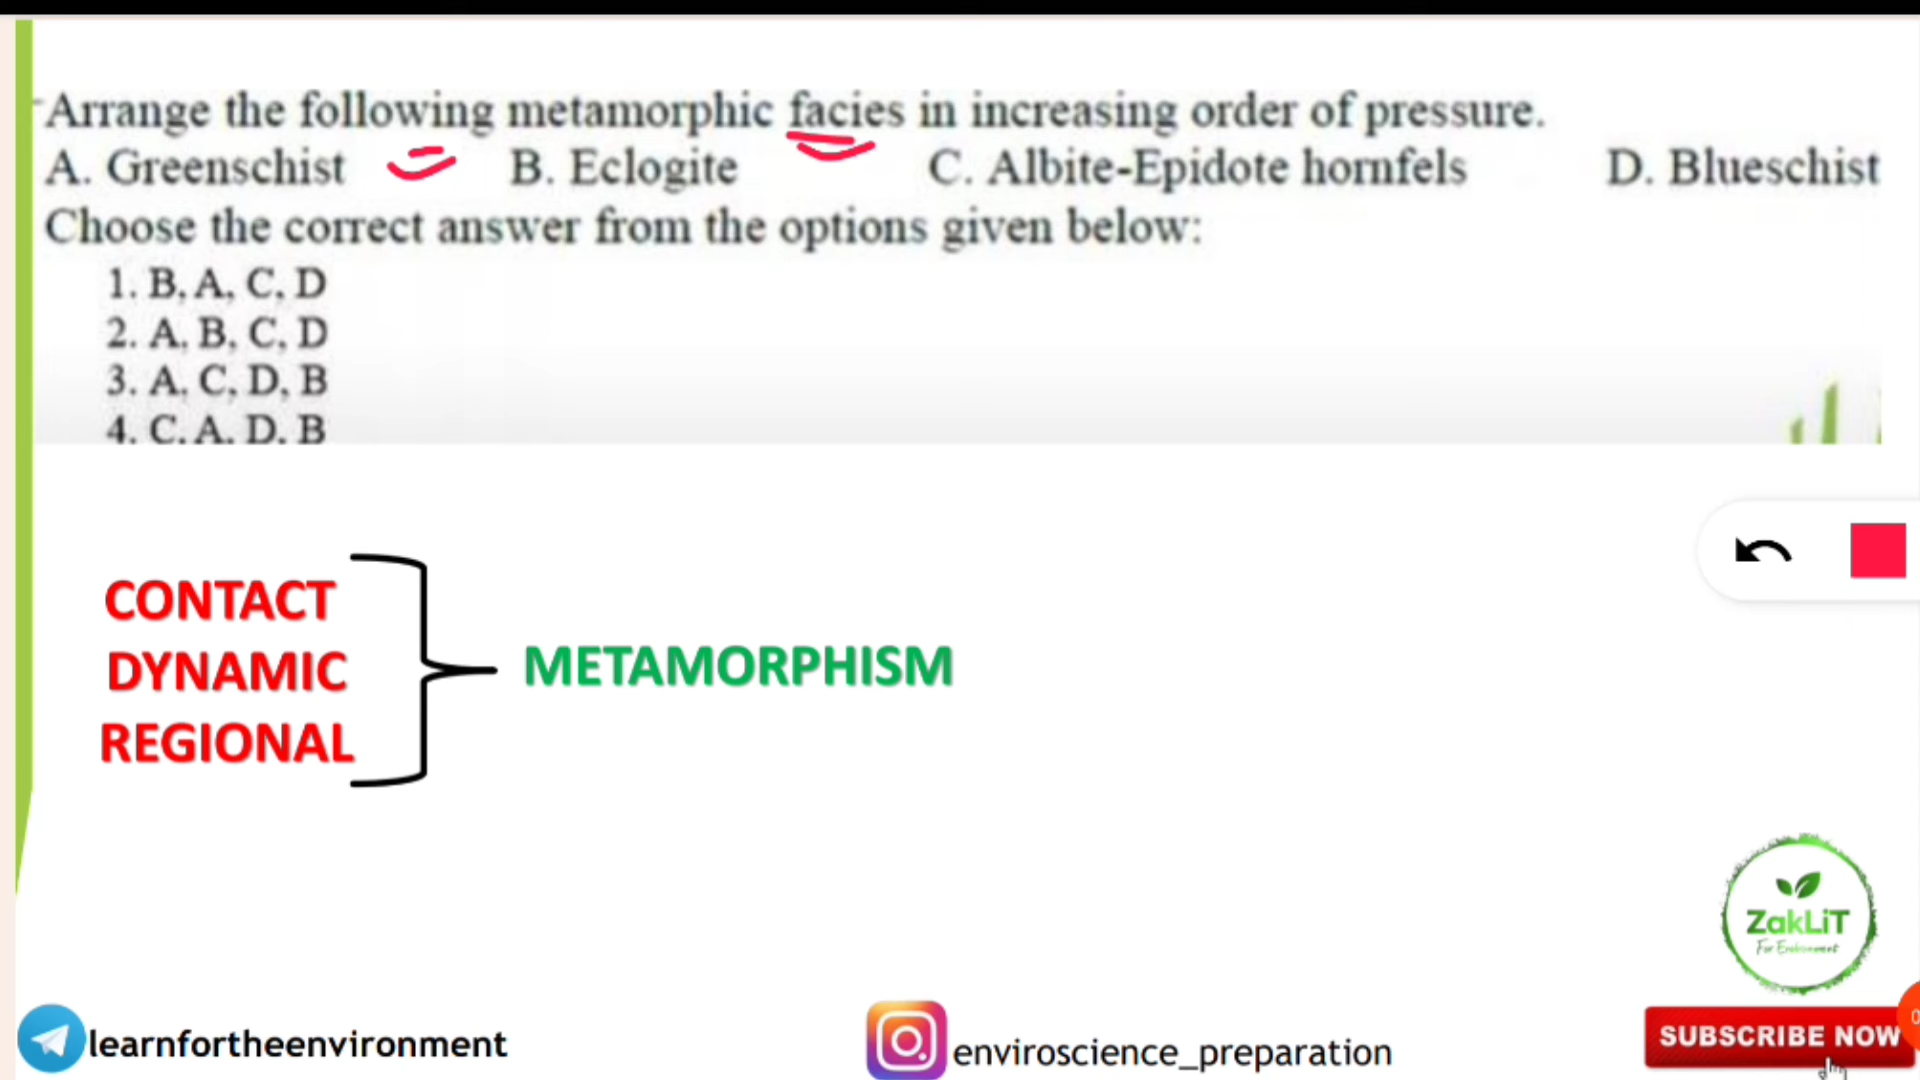 Arrange the following metamorphic facies in increasing order of pressure.
A. Greenschist B. Eclogite C. Albite-Epidote hornfels D. Blueschist
Choose the correct answer from the options given below:
1. B, A, C, D
2. A, B, C, D
3. A, C, D, B
4. C, A, D, B
CONTACT
DYNAMIC
REGIONAL
METAMORPHISM
ZakLiT
For Environment
SUBSCRIBE NOW
learnfortheenvironment
enviroscience_preparation